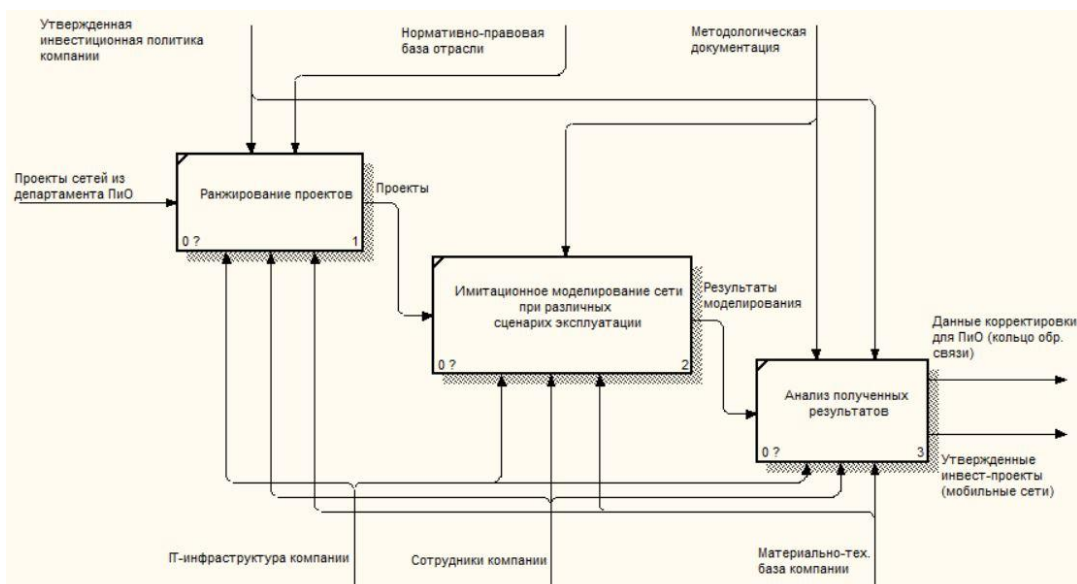 Утвержденная
инвестиционная политика
компании
Нормативно-правовая
база отрасли
Методологическая
документация
Проекты сетей из
департамента ПиО
Ранжирование проектов
0 ?
1
Проекты
Имитационное моделирование сети
при различных
сценариях эксплуатации
0 ?
2
Результаты
моделирования
Данные корректировки
для ПиО (кольцо обр.
связи)
Анализ полученных
результатов
0 ?
3
Утвержденные
инвест-проекты
(мобильные сети)
IT-инфраструктура компании
Сотрудники компании
Материально-тех.
база компании